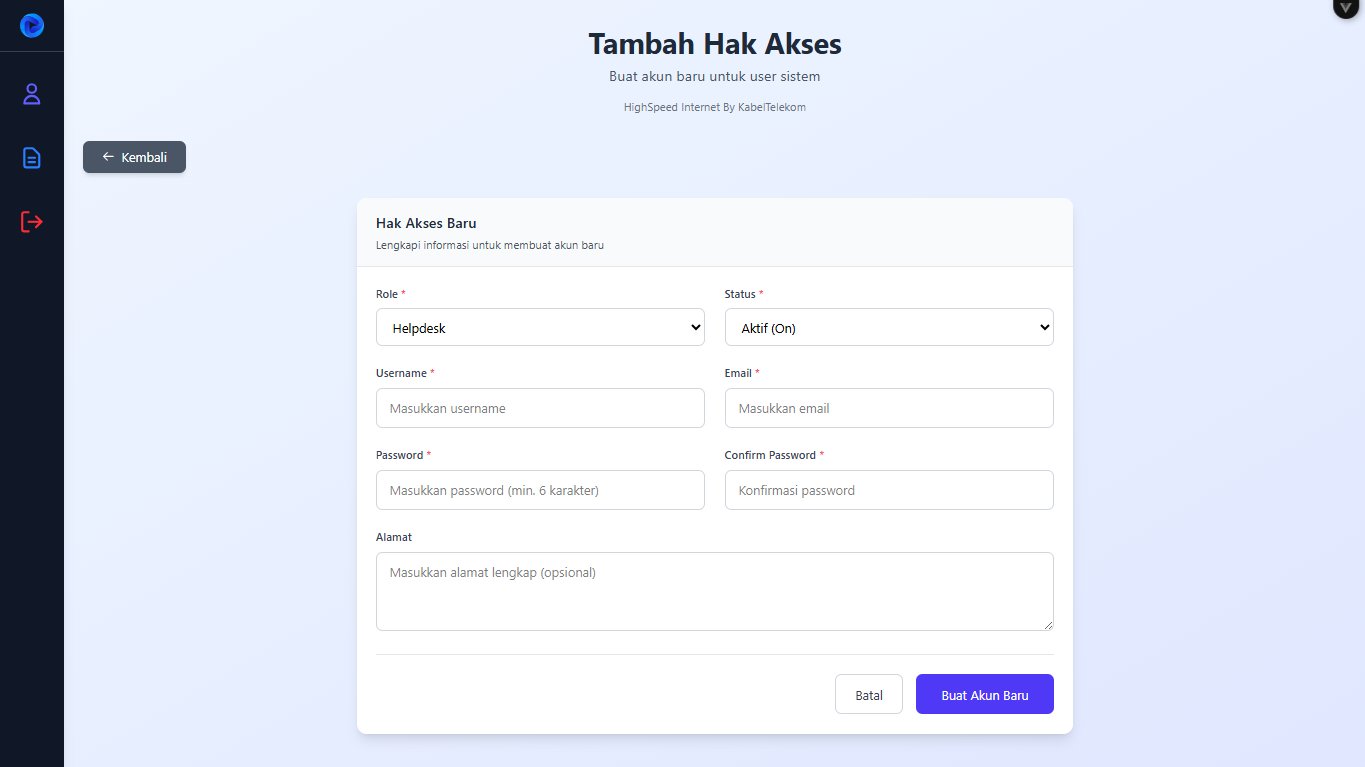 Tambah Hak Akses
Buat akun baru untuk user sistem
HighSpeed Internet By KabelTelekom
← Kembali
Hak Akses Baru
Lengkapi informasi untuk membuat akun baru
Role *
Status *
Helpdesk
Aktif (On)
Username *
Email *
Masukkan username
Masukkan email
Password *
Confirm Password *
Masukkan password (min. 6 karakter)
Konfirmasi password
Alamat
Masukkan alamat lengkap (opsional)
Batal
Buat Akun Baru